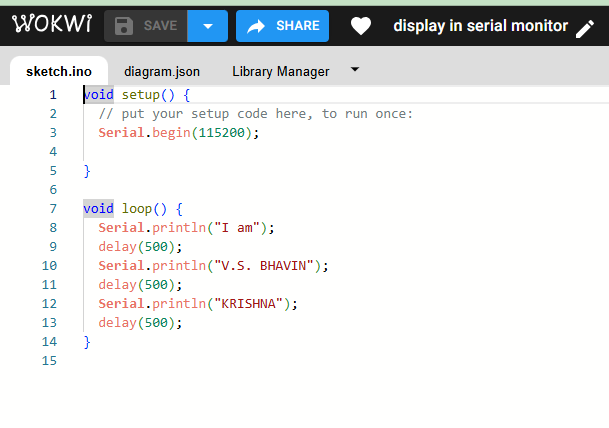 WOKWI SAVE SHARE display in serial monitor
sketch.ino diagram.json Library Manager
1 void setup() {
2   // put your setup code here, to run once:
3   Serial.begin(115200);
4
5 }
6
7 void loop() {
8   Serial.println("I am");
9   delay(500);
10   Serial.println("V.S. BHAVIN");
11   delay(500);
12   Serial.println("KRISHNA");
13   delay(500);
14 }
15